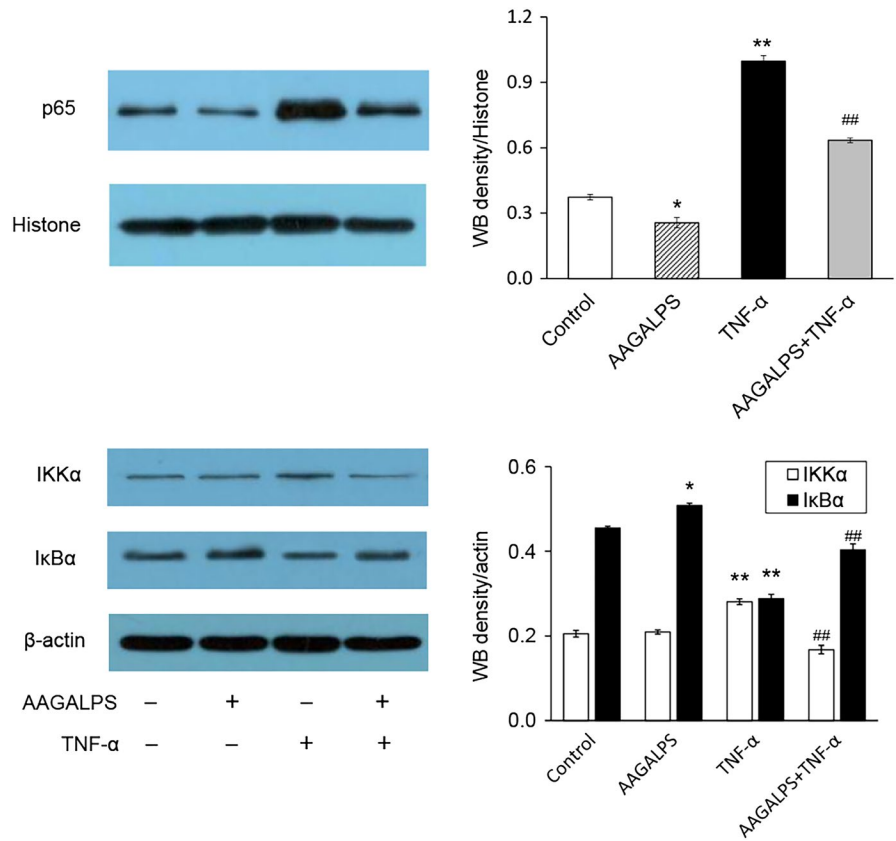 p65
Histone
WB density/Histone
1.2
0.9
0.6
0.3
0.0
**
##
*
Control
AAGALPS
TNF-α
AAGALPS+TNF-α
IKKα
IκBα
β-actin
AAGALPS – + – +
TNF-α – – + +
WB density/actin
0.6
0.4
0.2
0.0
IKKα
IκBα
*
** **
##
##
Control
AAGALPS
TNF-α
AAGALPS+TNF-α